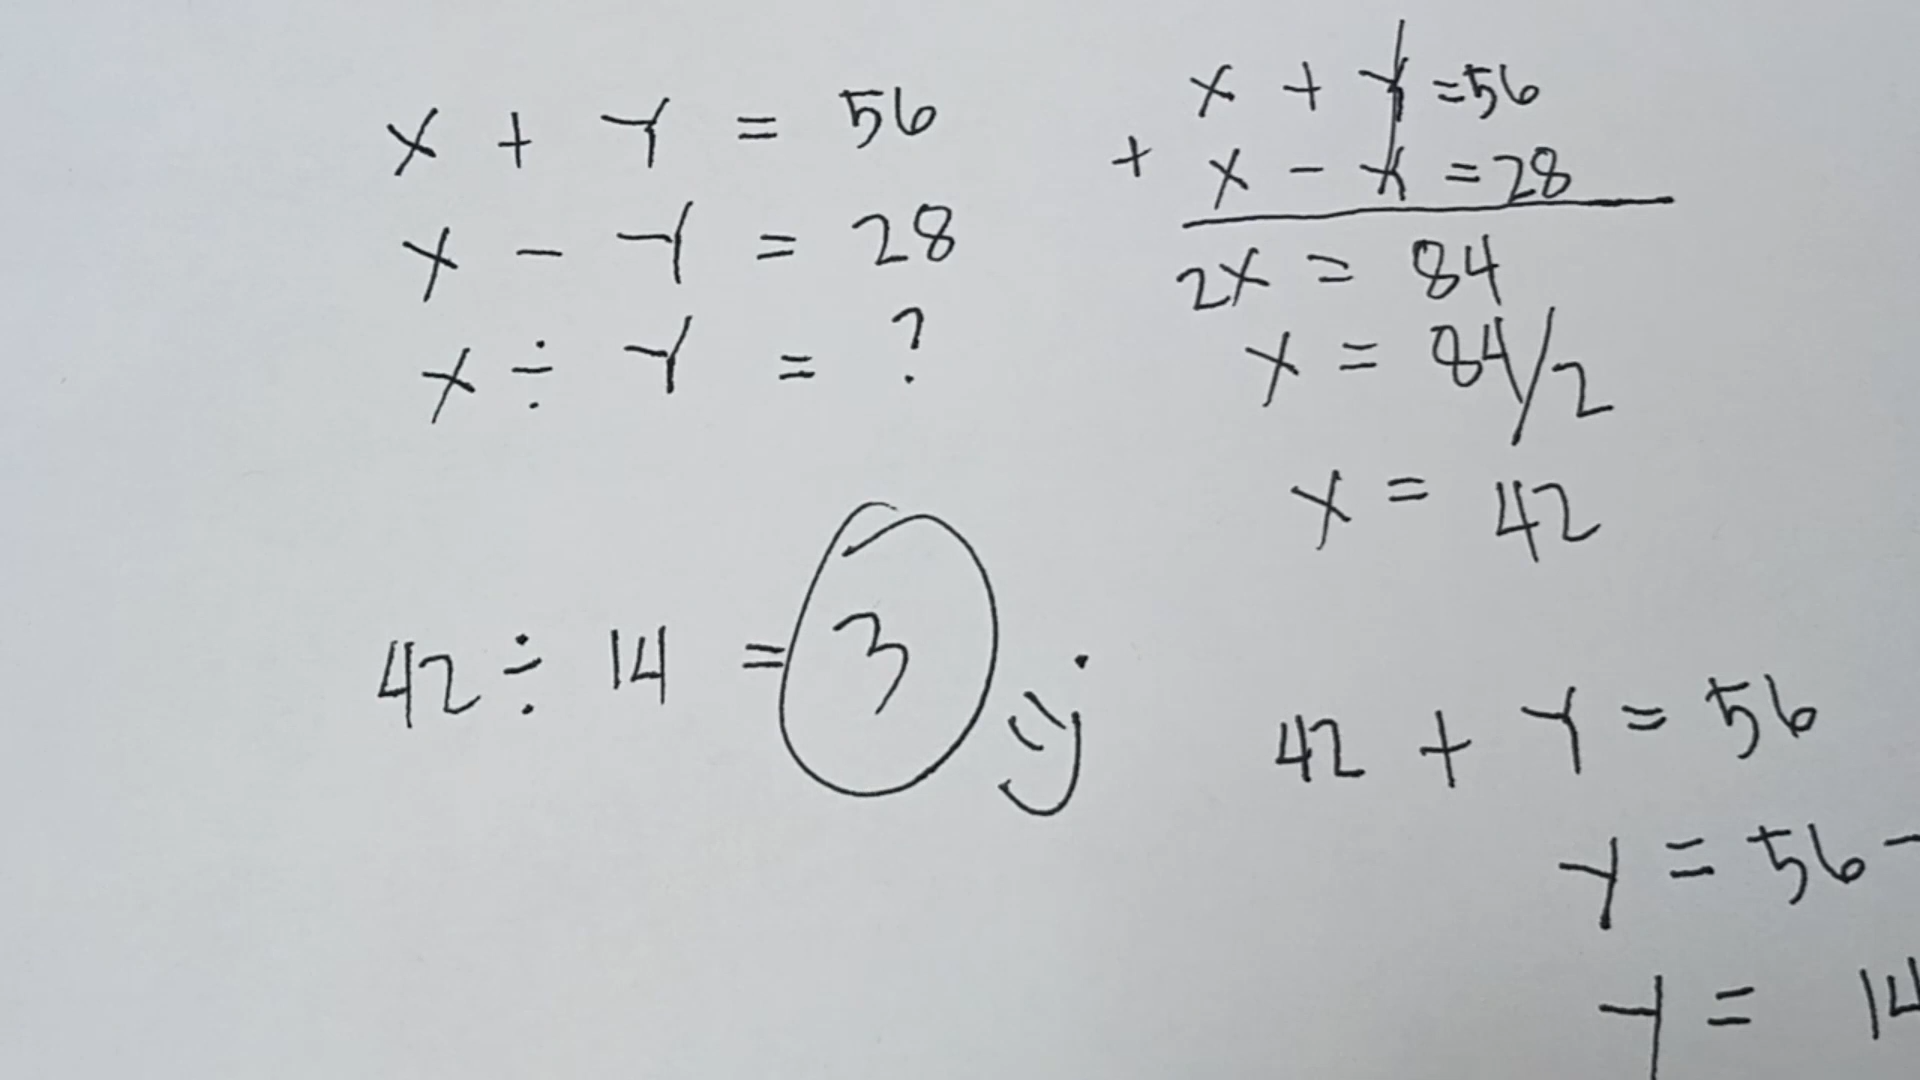 x + y = 56
x - y = 28
x ÷ y = ?
42 ÷ 14 = 3
x + y = 56
+ x - y = 28
2x = 84
x = 84/2
x = 42
42 + y = 56
y = 56 -
y = 14